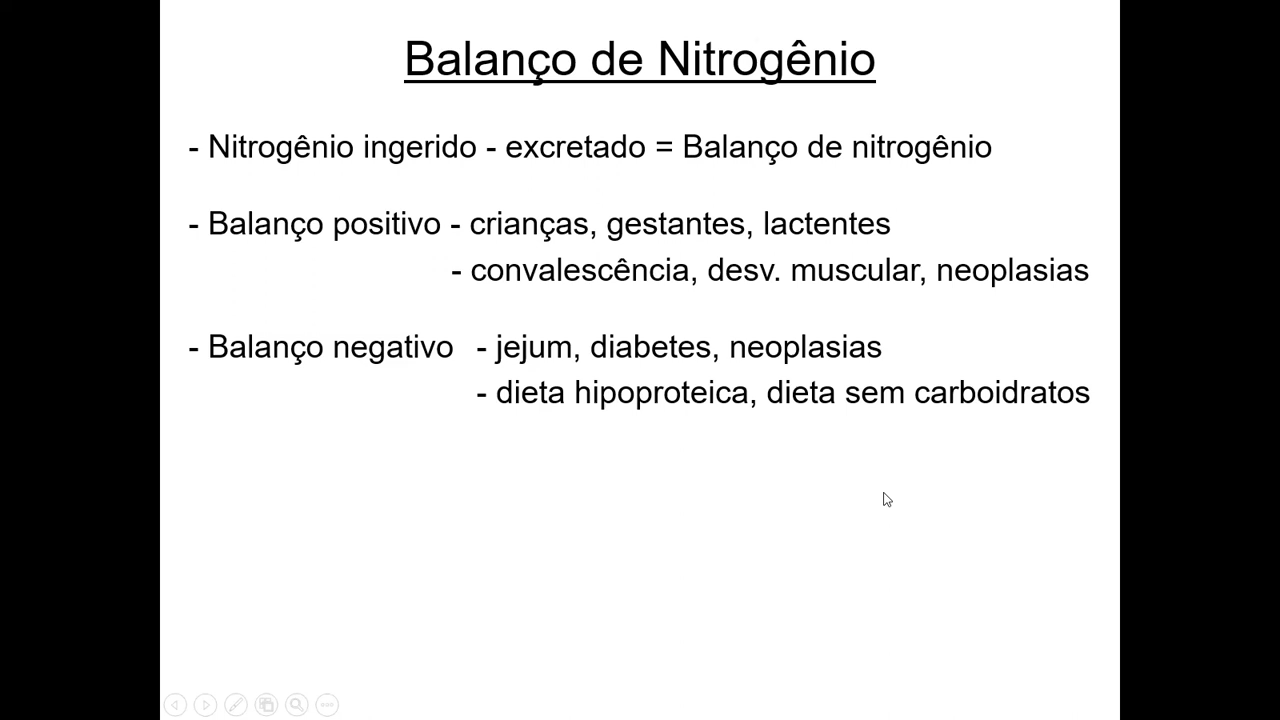 Balanço de Nitrogênio
- Nitrogênio ingerido - excretado = Balanço de nitrogênio
- Balanço positivo - crianças, gestantes, lactentes
- convalescência, desv. muscular, neoplasias
- Balanço negativo - jejum, diabetes, neoplasias
- dieta hipoproteica, dieta sem carboidratos